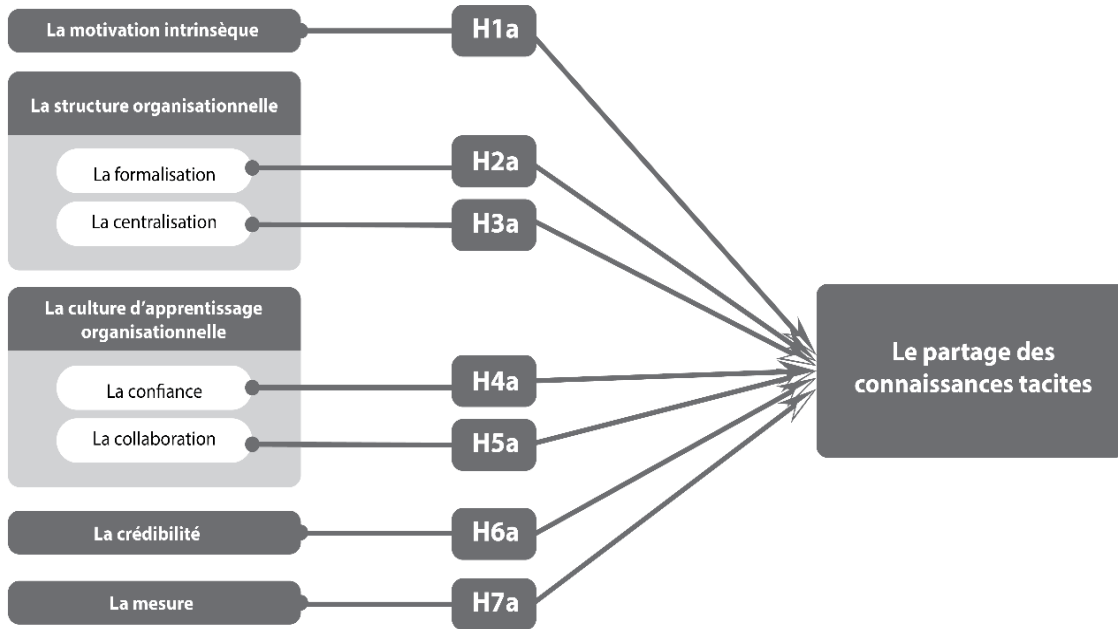 La motivation intrinsèque
H1a
La structure organisationnelle
La formalisation
H2a
La centralisation
H3a
La culture d’apprentissage
organisationnelle
La confiance
H4a
La collaboration
H5a
La crédibilité
H6a
La mesure
H7a
Le partage des
connaissances tacites